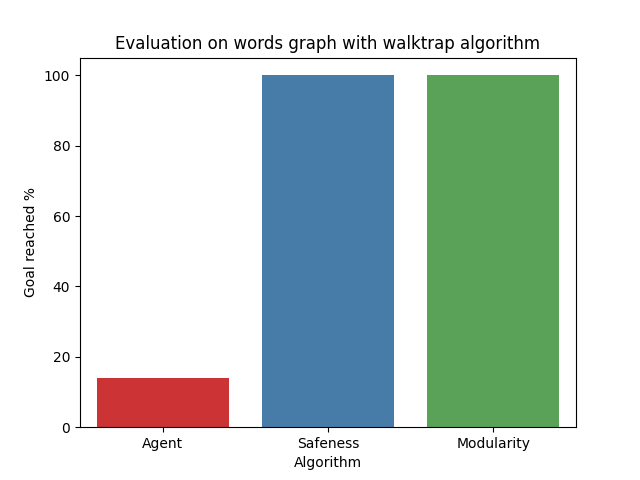 Evaluation on words graph with walktrap algorithm
100
80
60
40
20
0
Goal reached %
Agent
Safeness
Modularity
Algorithm